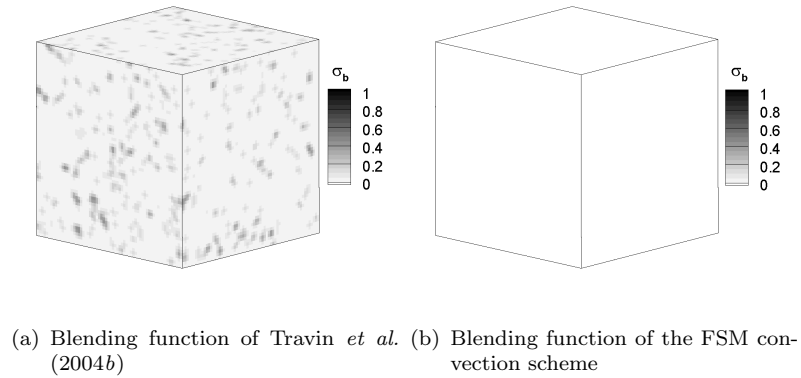 σb
1
0.8
0.6
0.4
0.2
0
σb
1
0.8
0.6
0.4
0.2
0
(a) Blending function of Travin et al. (2004b)
(b) Blending function of the FSM con-
vection scheme